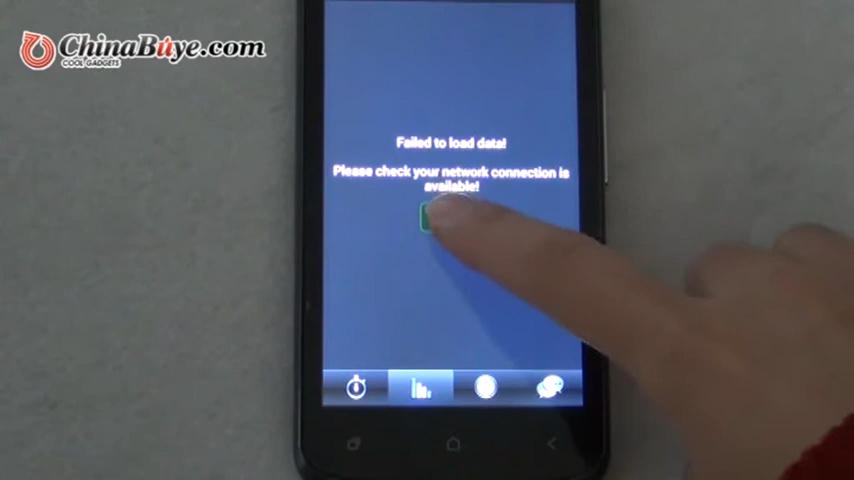 ChinaBuye.com
COOL GADGETS
Failed to load data!
Please check your network connection is
available!